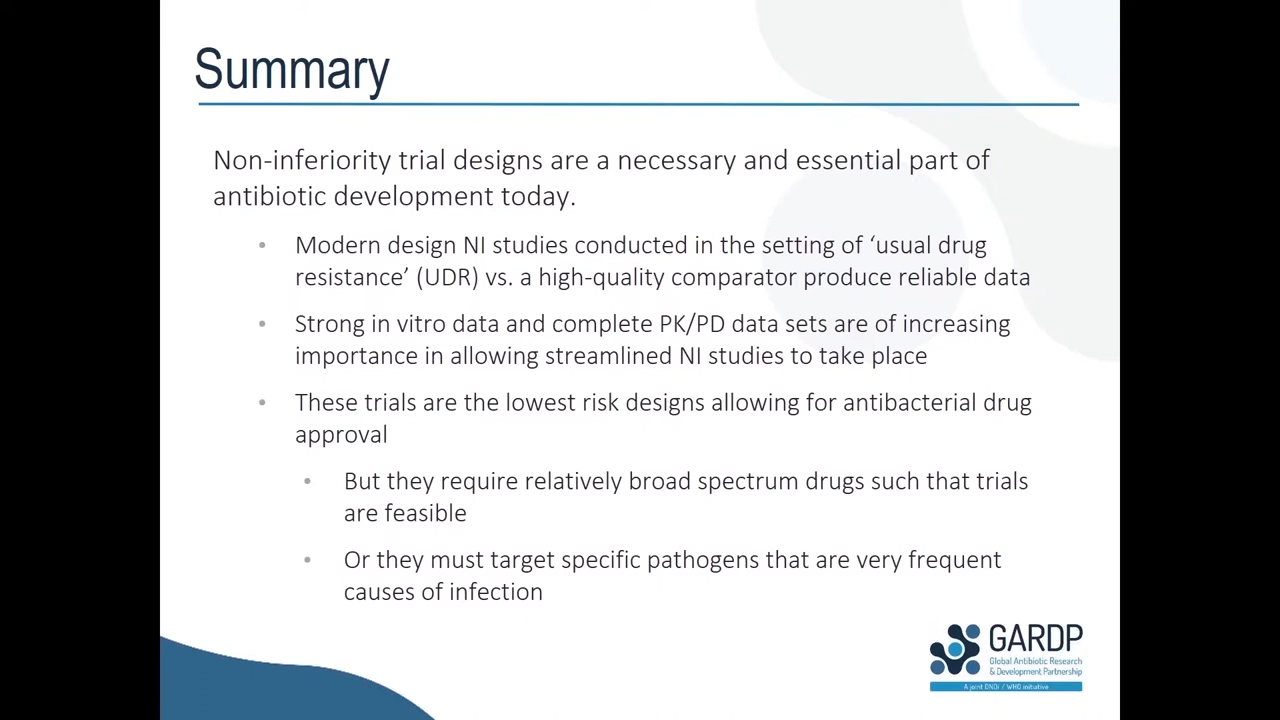 Summary
Non-inferiority trial designs are a necessary and essential part of
antibiotic development today.
• Modern design NI studies conducted in the setting of ‘usual drug
resistance’ (UDR) vs. a high-quality comparator produce reliable data
• Strong in vitro data and complete PK/PD data sets are of increasing
importance in allowing streamlined NI studies to take place
• These trials are the lowest risk designs allowing for antibacterial drug
approval
• But they require relatively broad spectrum drugs such that trials
are feasible
• Or they must target specific pathogens that are very frequent
causes of infection
GARDP
Global Antibiotic Research
& Development Partnership
A joint DNDi / WHO initiative